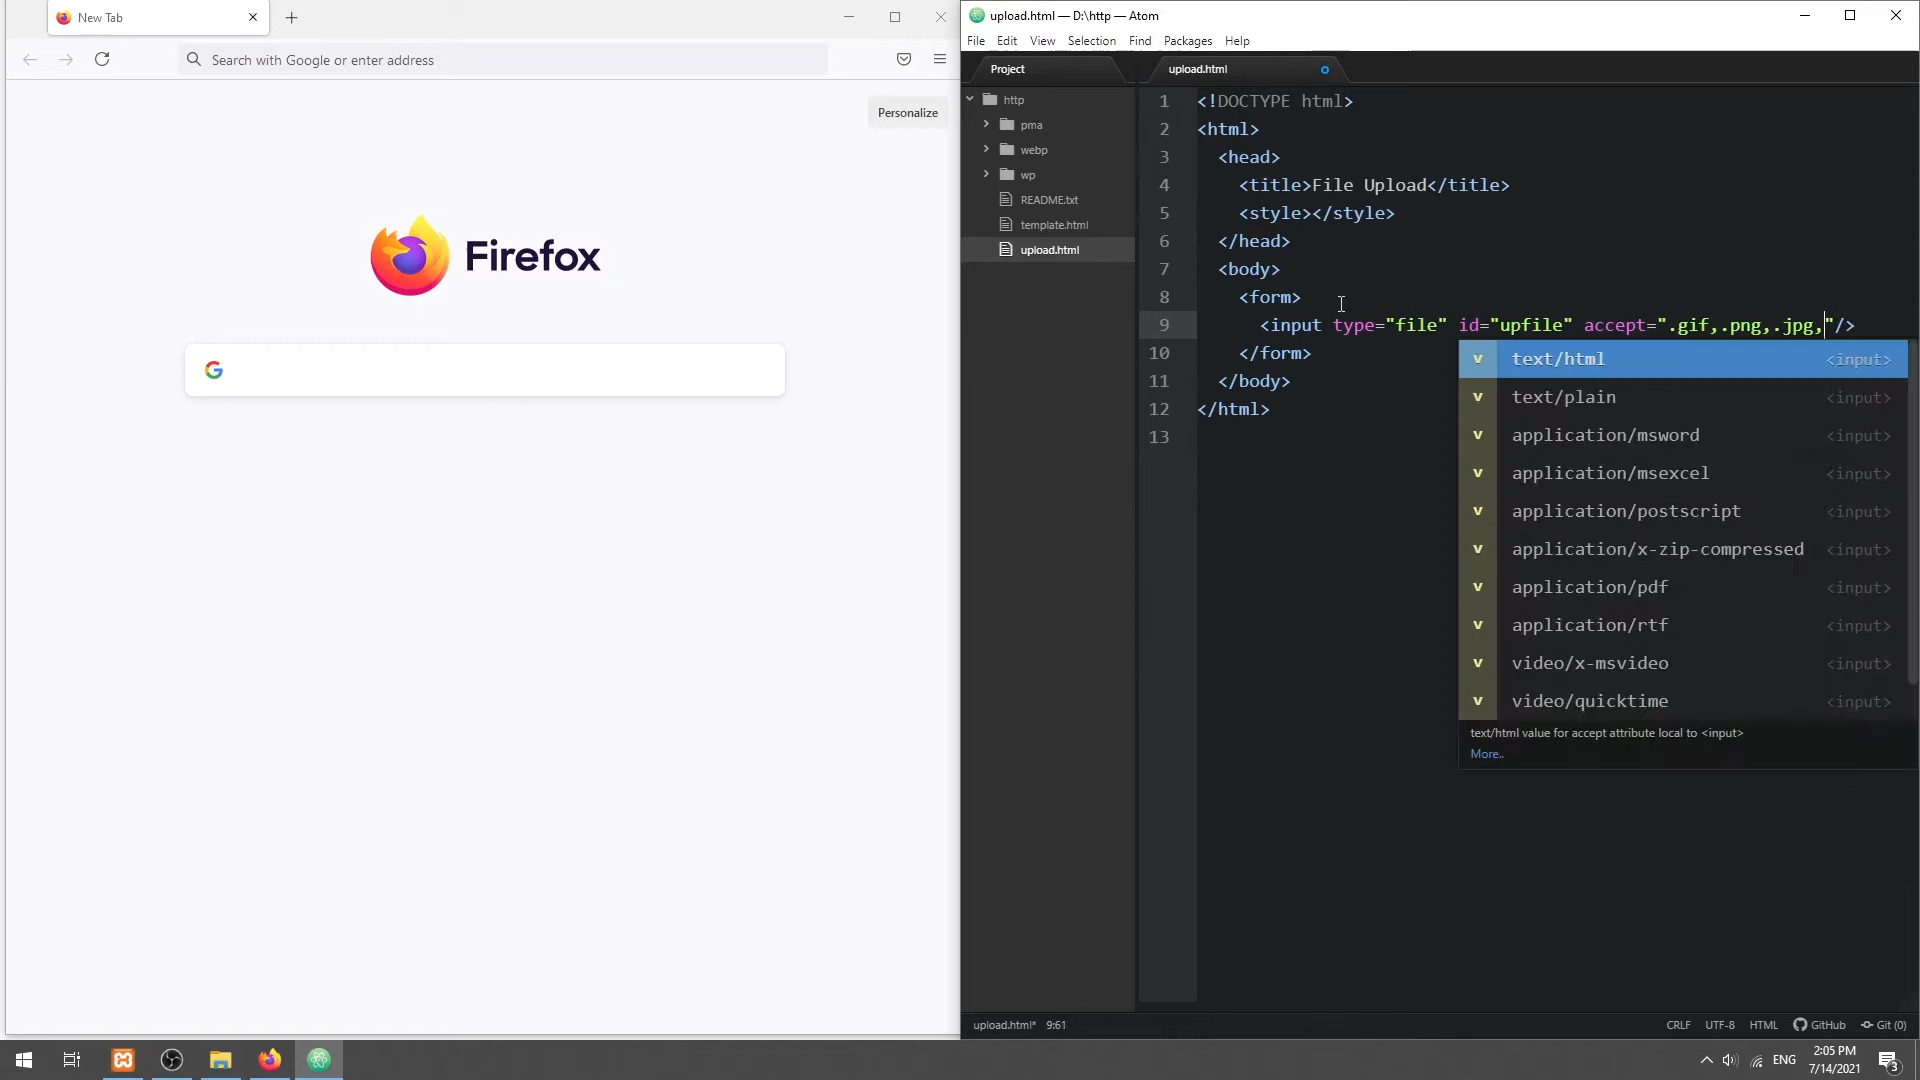 New Tab
Search with Google or enter address
Personalize
Firefox
upload.html — D:\http — Atom
File Edit View Selection Find Packages Help
Project
http
pma
webp
wp
README.txt
template.html
upload.html
upload.html
1 <!DOCTYPE html>
2 <html>
3 <head>
4 <title>File Upload</title>
5 <style></style>
6 </head>
7 <body>
8 <form>
9 <input type="file" id="upfile" accept=".gif,.png,.jpg,"/>
10 </form>
11 </body>
12 </html>
13
v text/html <input>
v text/plain <input>
v application/msword <input>
v application/msexcel <input>
v application/postscript <input>
v application/x-zip-compressed <input>
v application/pdf <input>
v application/rtf <input>
v video/x-msvideo <input>
v video/quicktime <input>
text/html value for accept attribute local to <input>
More..
upload.html* 9:61
CRLF UTF-8 HTML GitHub Git (0)
ENG
2:05 PM
7/14/2021
3